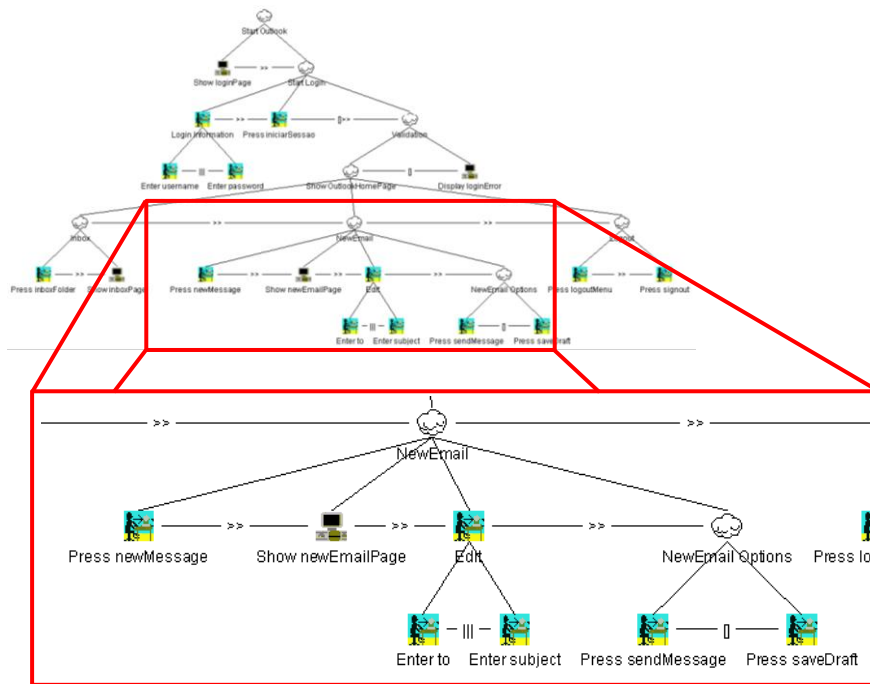 Start Outlook
>>
Show loginPage Start Login
>> []>>
Login Information Press iniciarSessao Validation
||| []
Enter username Enter password Show OutlookHomePage Display loginError
>> >>
Inbox NewEmail Logout
>> >> >> >> >>
Press inboxFolder Show inboxPage Press newMessage Show newEmailPage Edit NewEmail Options Press logoutMenu Press signout
||| []
Enter to Enter subject Press sendMessage Press saveDraft
>> >>
NewEmail
>> >> >>
Press newMessage Show newEmailPage Edit NewEmail Options Press lo
||| []
Enter to Enter subject Press sendMessage Press saveDraft